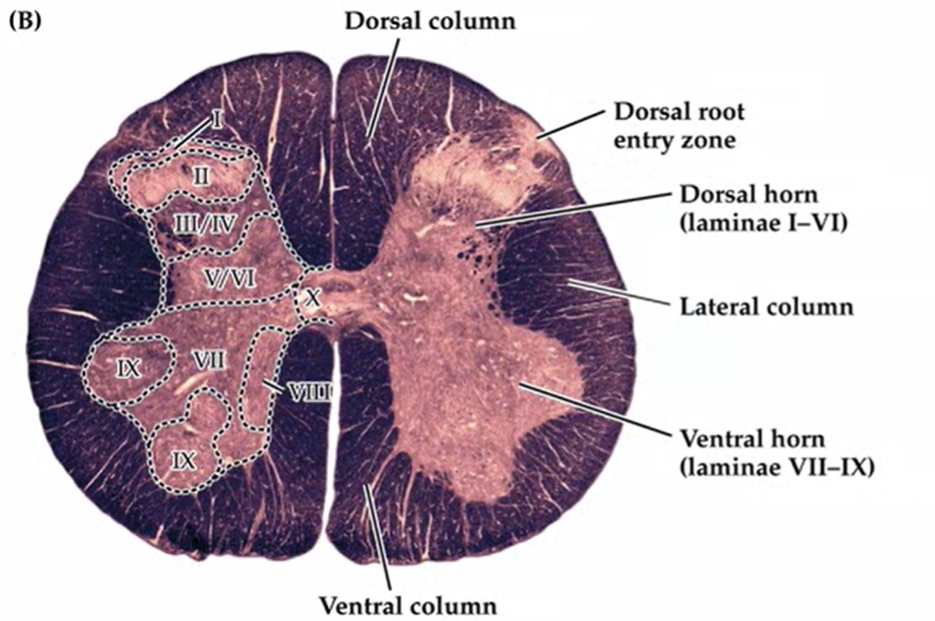 (B)
Dorsal column
Dorsal root
entry zone
Dorsal horn
(laminae I–VI)
Lateral column
Ventral horn
(laminae VII–IX)
Ventral column
I
II
III/IV
V/VI
X
IX
VII
VIII
IX